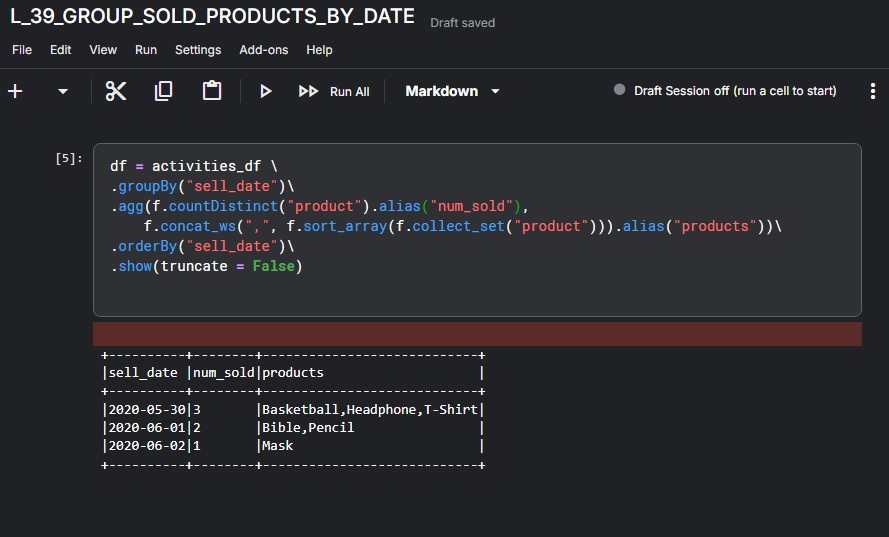 L_39_GROUP_SOLD_PRODUCTS_BY_DATE Draft saved
File Edit View Run Settings Add-ons Help
+ Run All Markdown Draft Session off (run a cell to start)
[5]:
df = activities_df \
.groupBy("sell_date")\
.agg(f.countDistinct("product").alias("num_sold"),
f.concat_ws(",", f.sort_array(f.collect_set("product"))).alias("products"))\
.orderBy("sell_date")\
.show(truncate = False)
+----------+--------+----------------------------+
|sell_date |num_sold|products                    |
+----------+--------+----------------------------+
|2020-05-30|3       |Basketball,Headphone,T-Shirt|
|2020-06-01|2       |Bible,Pencil                |
|2020-06-02|1       |Mask                        |
+----------+--------+----------------------------+